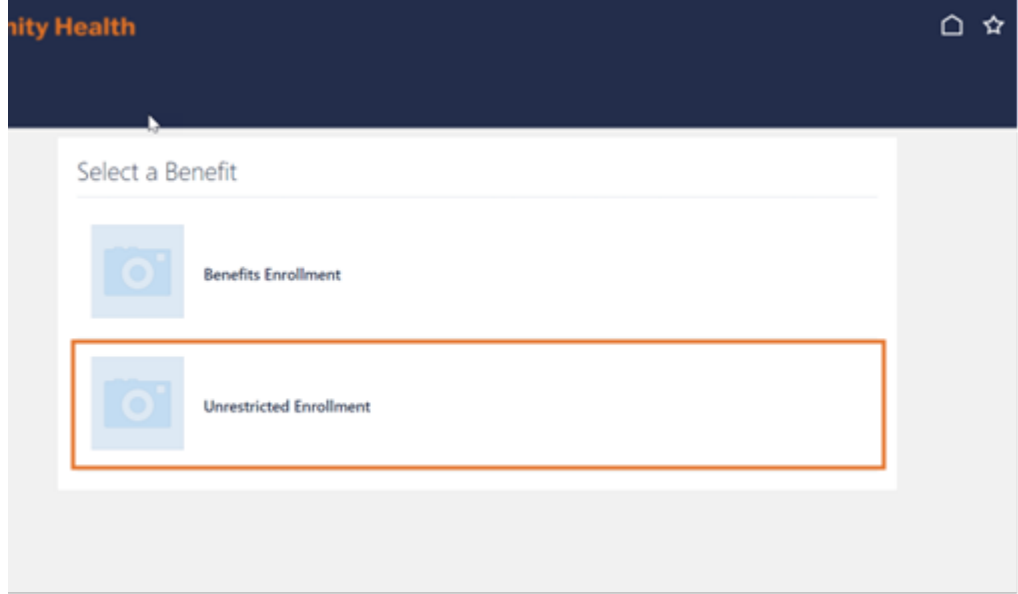 nity Health
Select a Benefit
Benefits Enrollment
Unrestricted Enrollment